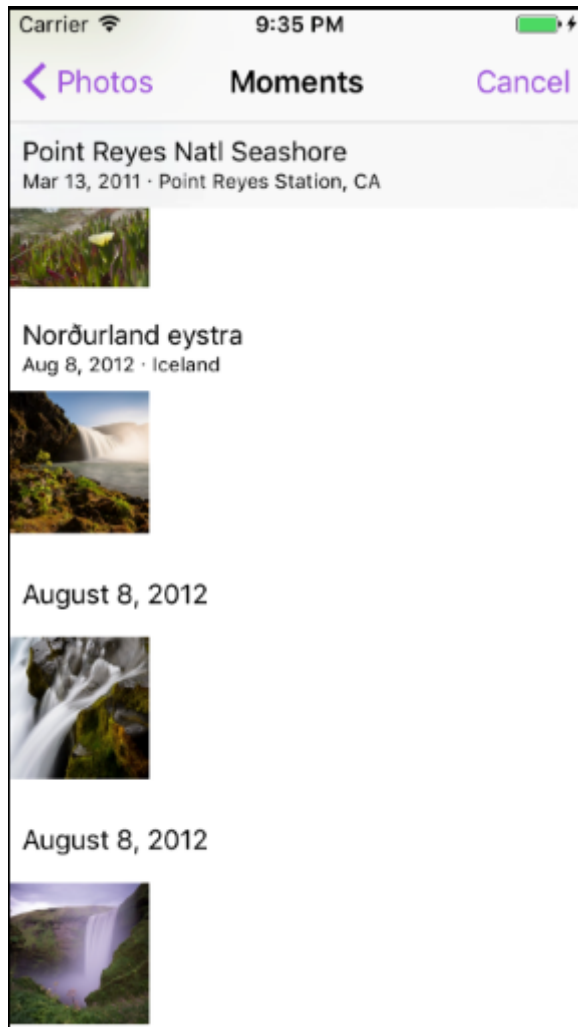 Carrier 9:35 PM
Photos Moments Cancel
Point Reyes Natl Seashore
Mar 13, 2011 · Point Reyes Station, CA
Norðurland eystra
Aug 8, 2012 · Iceland
August 8, 2012
August 8, 2012